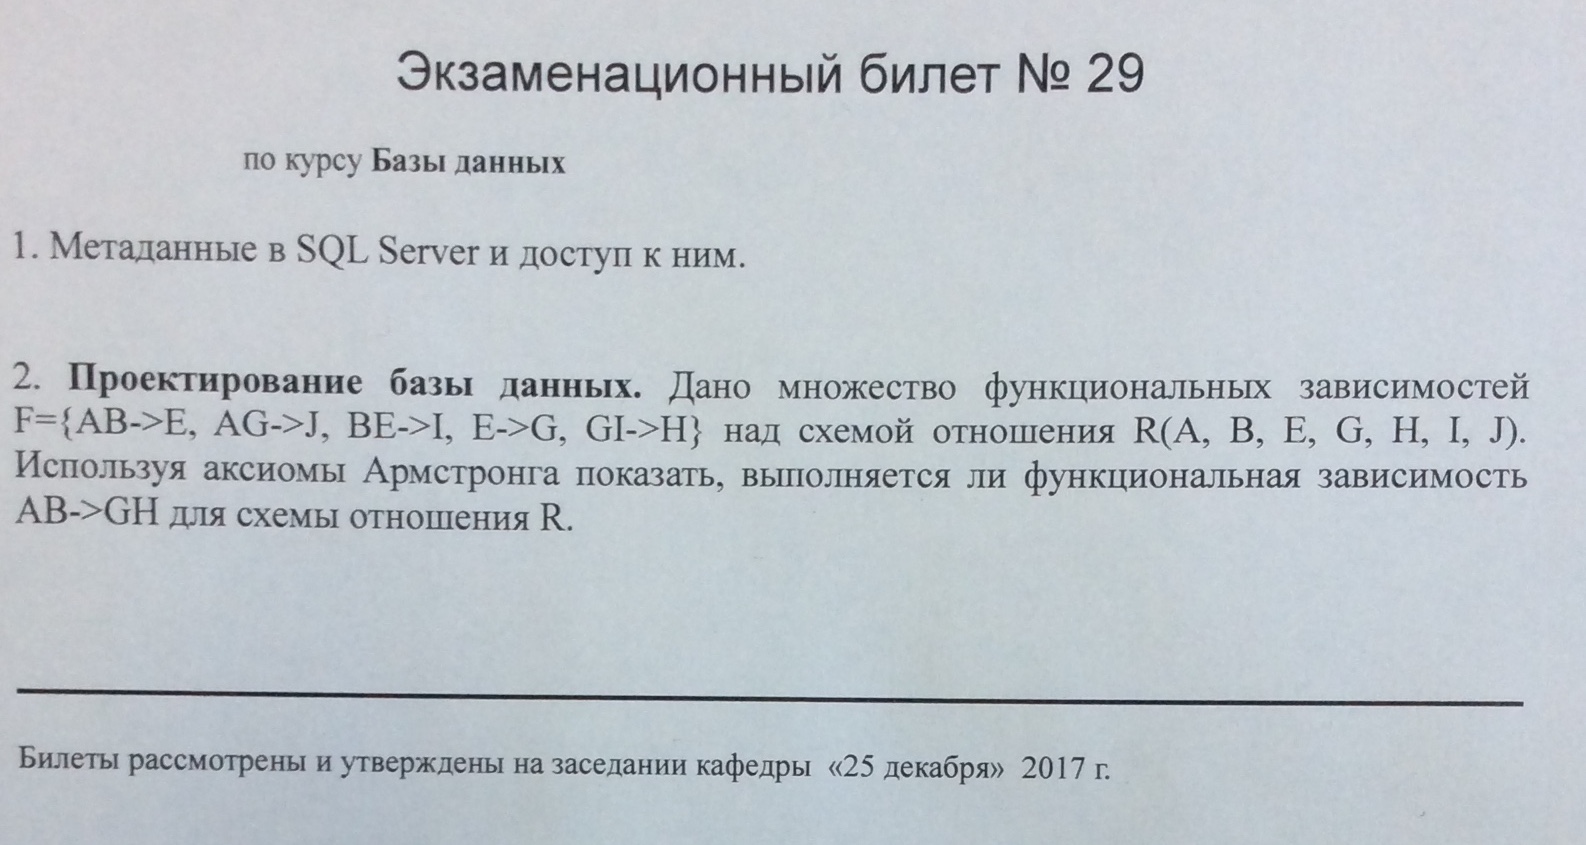 Экзаменационный билет № 29
по курсу Базы данных
1. Метаданные в SQL Server и доступ к ним.
2. Проектирование базы данных. Дано множество функциональных зависимостей
F={AB->E, AG->J, BE->I, E->G, GI->H} над схемой отношения R(A, B, E, G, H, I, J).
Используя аксиомы Армстронга показать, выполняется ли функциональная зависимость
AB->GH для схемы отношения R.
Билеты рассмотрены и утверждены на заседании кафедры «25 декабря» 2017 г.